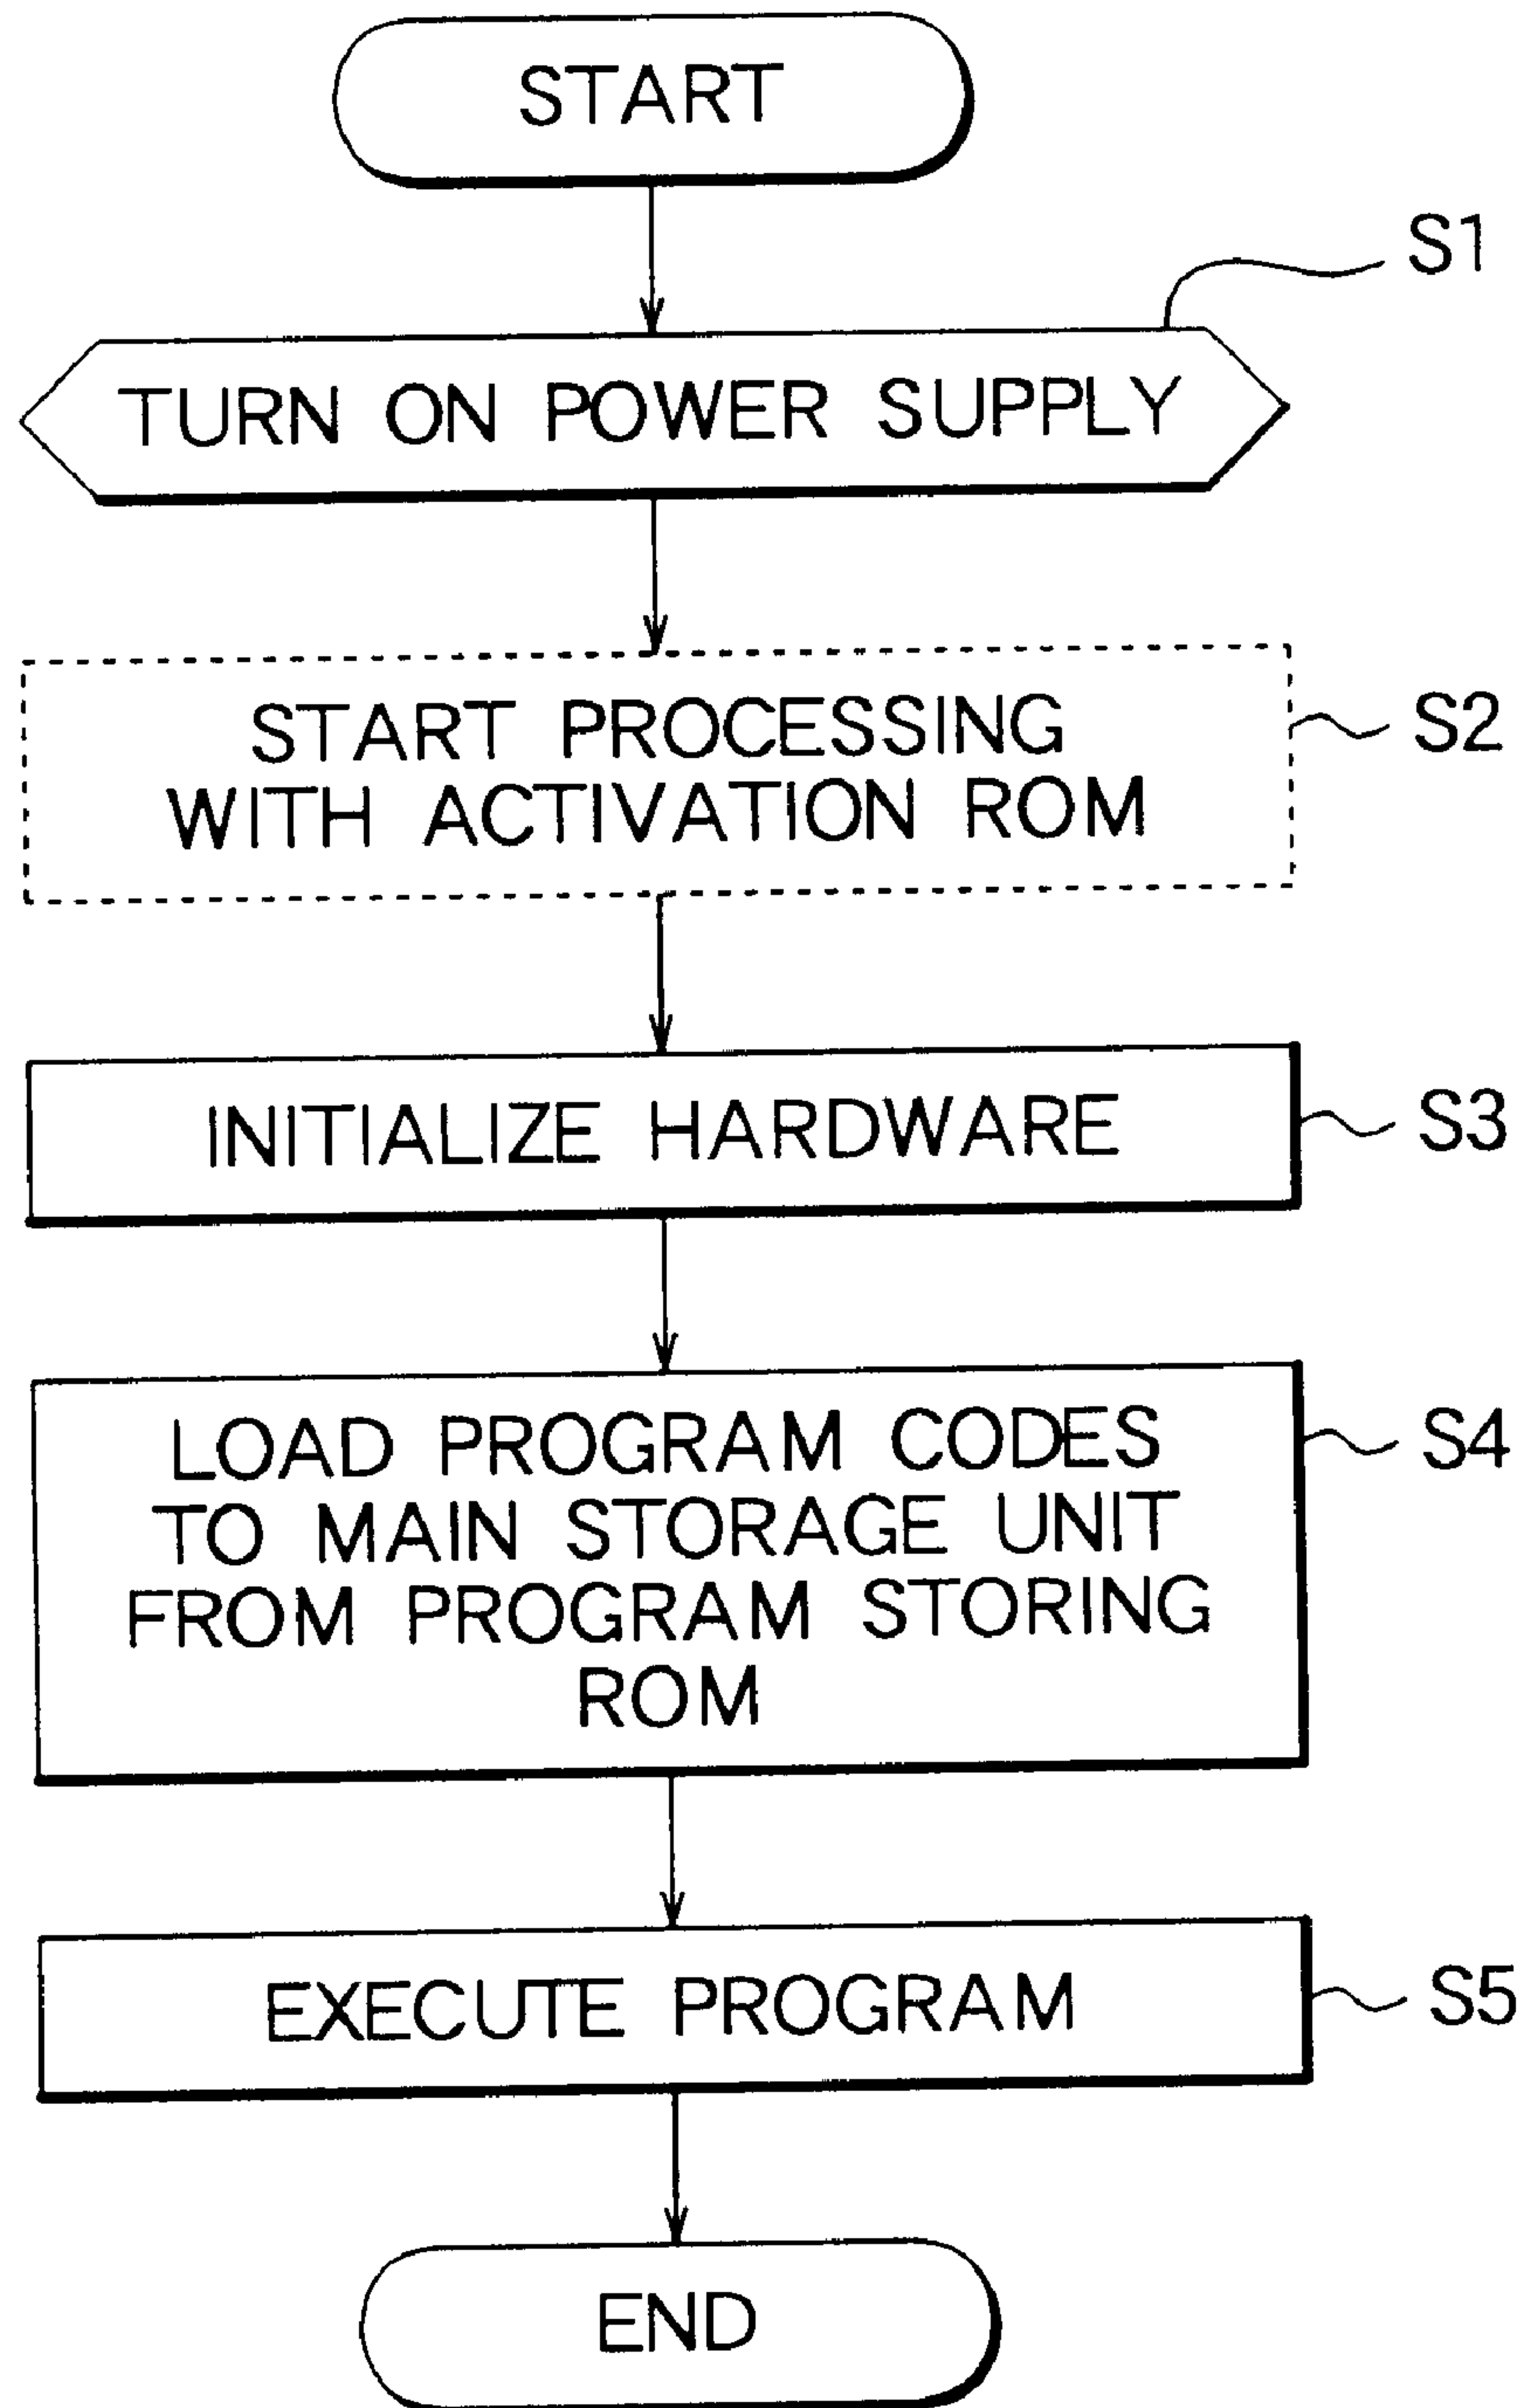 START
S1
TURN ON POWER SUPPLY
START PROCESSING
WITH ACTIVATION ROM
S2
INITIALIZE HARDWARE
S3
LOAD PROGRAM CODES
TO MAIN STORAGE UNIT
FROM PROGRAM STORING
ROM
S4
EXECUTE PROGRAM
S5
END